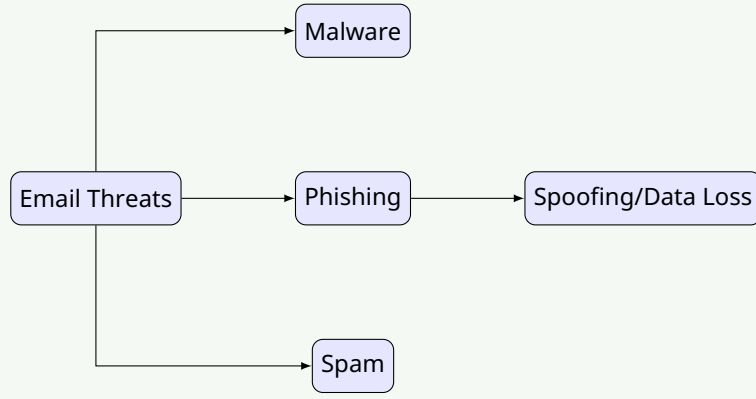 Malware
Email Threats
Phishing
Spoofing/Data Loss
Spam